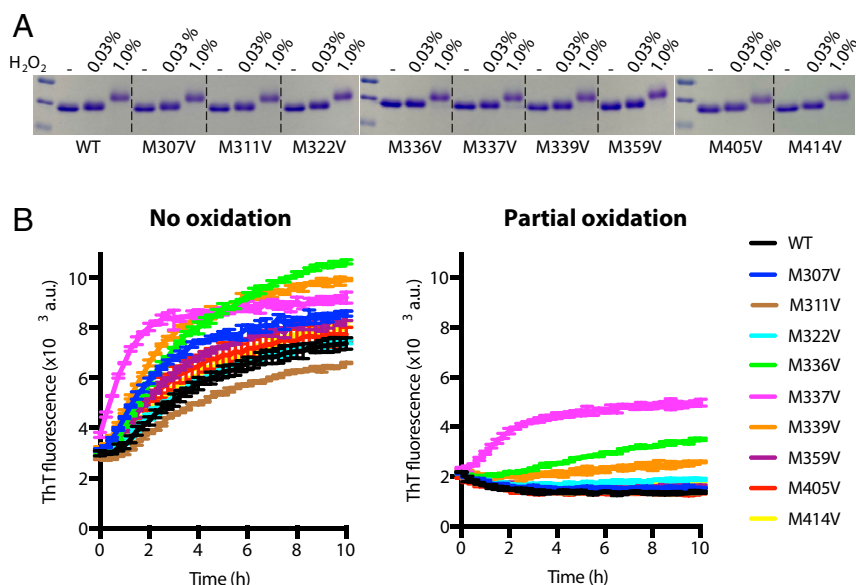 A
H₂O₂ - 0.03% 1.0% - 0.03% 1.0% - 0.03% 1.0% - 0.03% 1.0% - 0.03% 1.0% - 0.03% 1.0% - 0.03% 1.0% - 0.03% 1.0% - 0.03% 1.0% - 0.03% 1.0%
WT M307V M311V M322V M336V M337V M339V M359V M405V M414V
B
No oxidation
ThT fluorescence (x10³ a.u.)
10
8
6
4
2
0
0 2 4 6 8 10
Time (h)
Partial oxidation
ThT fluorescence (x10³ a.u.)
10
8
6
4
2
0
0 2 4 6 8 10
Time (h)
WT
M307V
M311V
M322V
M336V
M337V
M339V
M359V
M405V
M414V